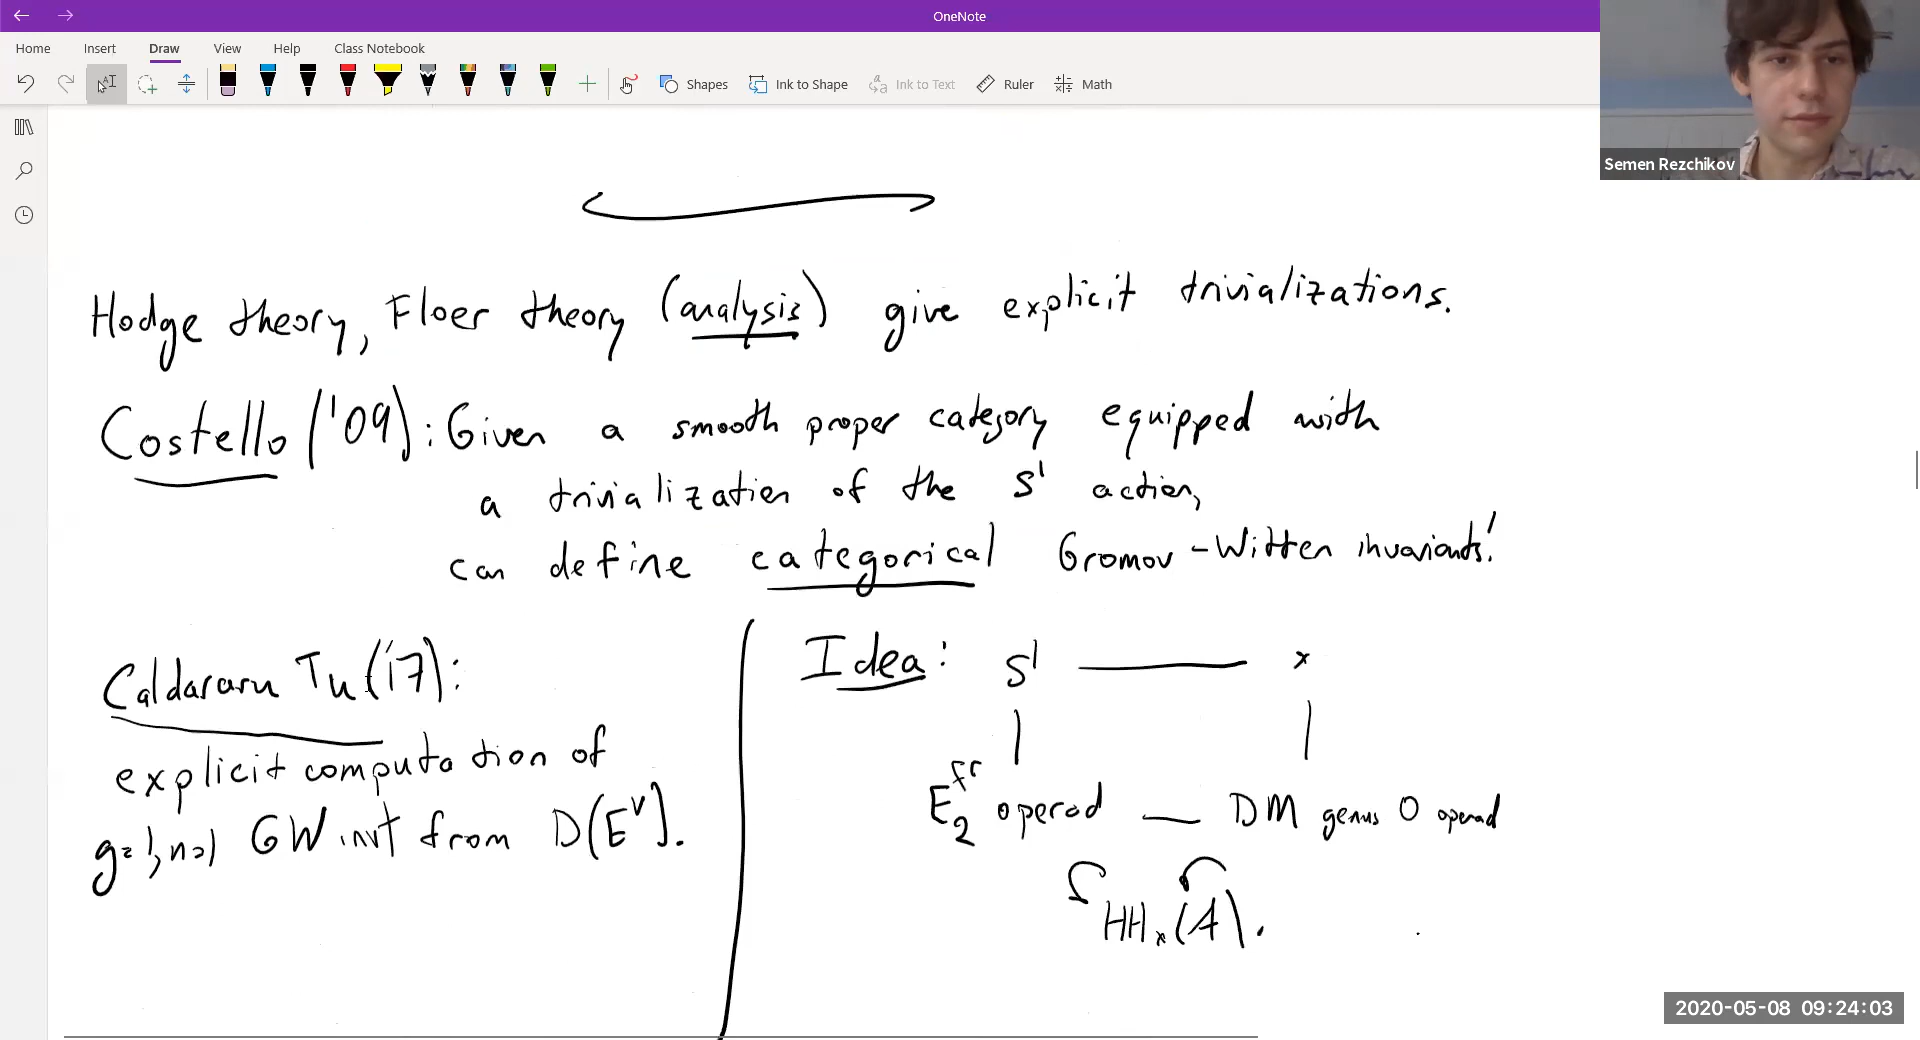 OneNote
Home Insert Draw View Help Class Notebook
Shapes Ink to Shape Ink to Text Ruler Math
Semen Rezchikov
Hodge theory, Floer theory (analysis) give explicit trivializations.
Costello ('09): Given a smooth proper category equipped with
a trivialization of the S¹ action,
can define categorical Gromov-Witten invariants!
Caldararu Tu (17):
explicit computation of
g=1, n=1 GW invt from D(E^v).
Idea: S¹ — *
E₂^fr operad — DM genus 0 operad
HH_*(A).
2020-05-08 09:24:03